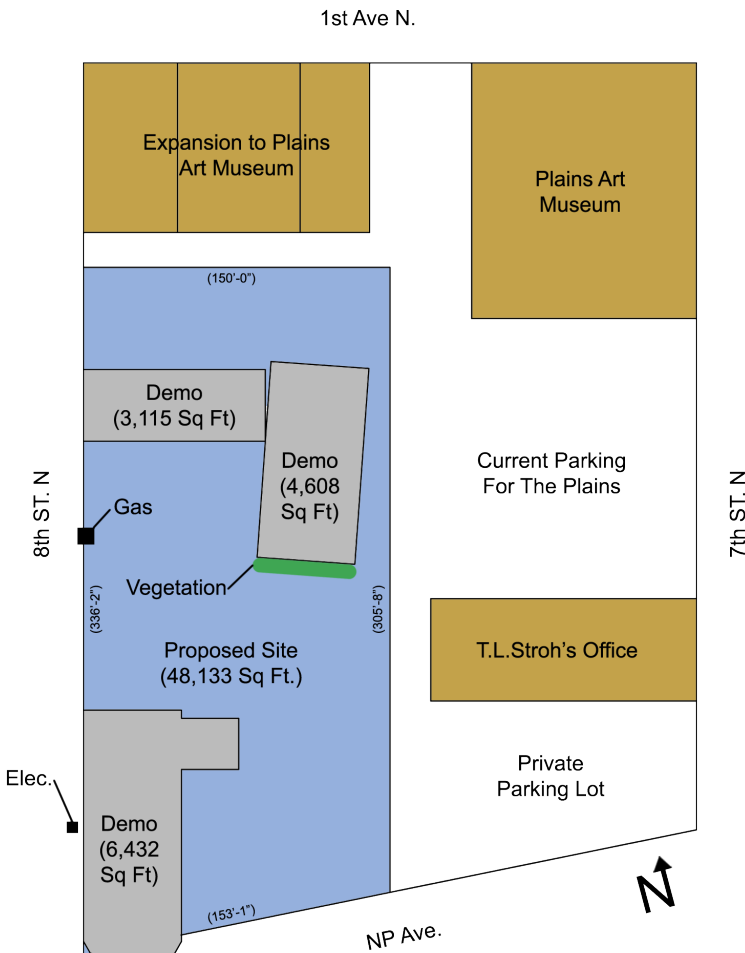 1st Ave N.
Expansion to Plains
Art Museum
Plains Art
Museum
(150'-0")
Demo
(3,115 Sq Ft)
Demo
(4,608
Sq Ft)
Current Parking
For The Plains
8th ST. N
7th ST. N
Gas
Vegetation
(336'-2")
(305'-8")
Proposed Site
(48,133 Sq Ft.)
T.L.Stroh's Office
Elec.
Private
Parking Lot
Demo
(6,432
Sq Ft)
N
(153'-1")
NP Ave.